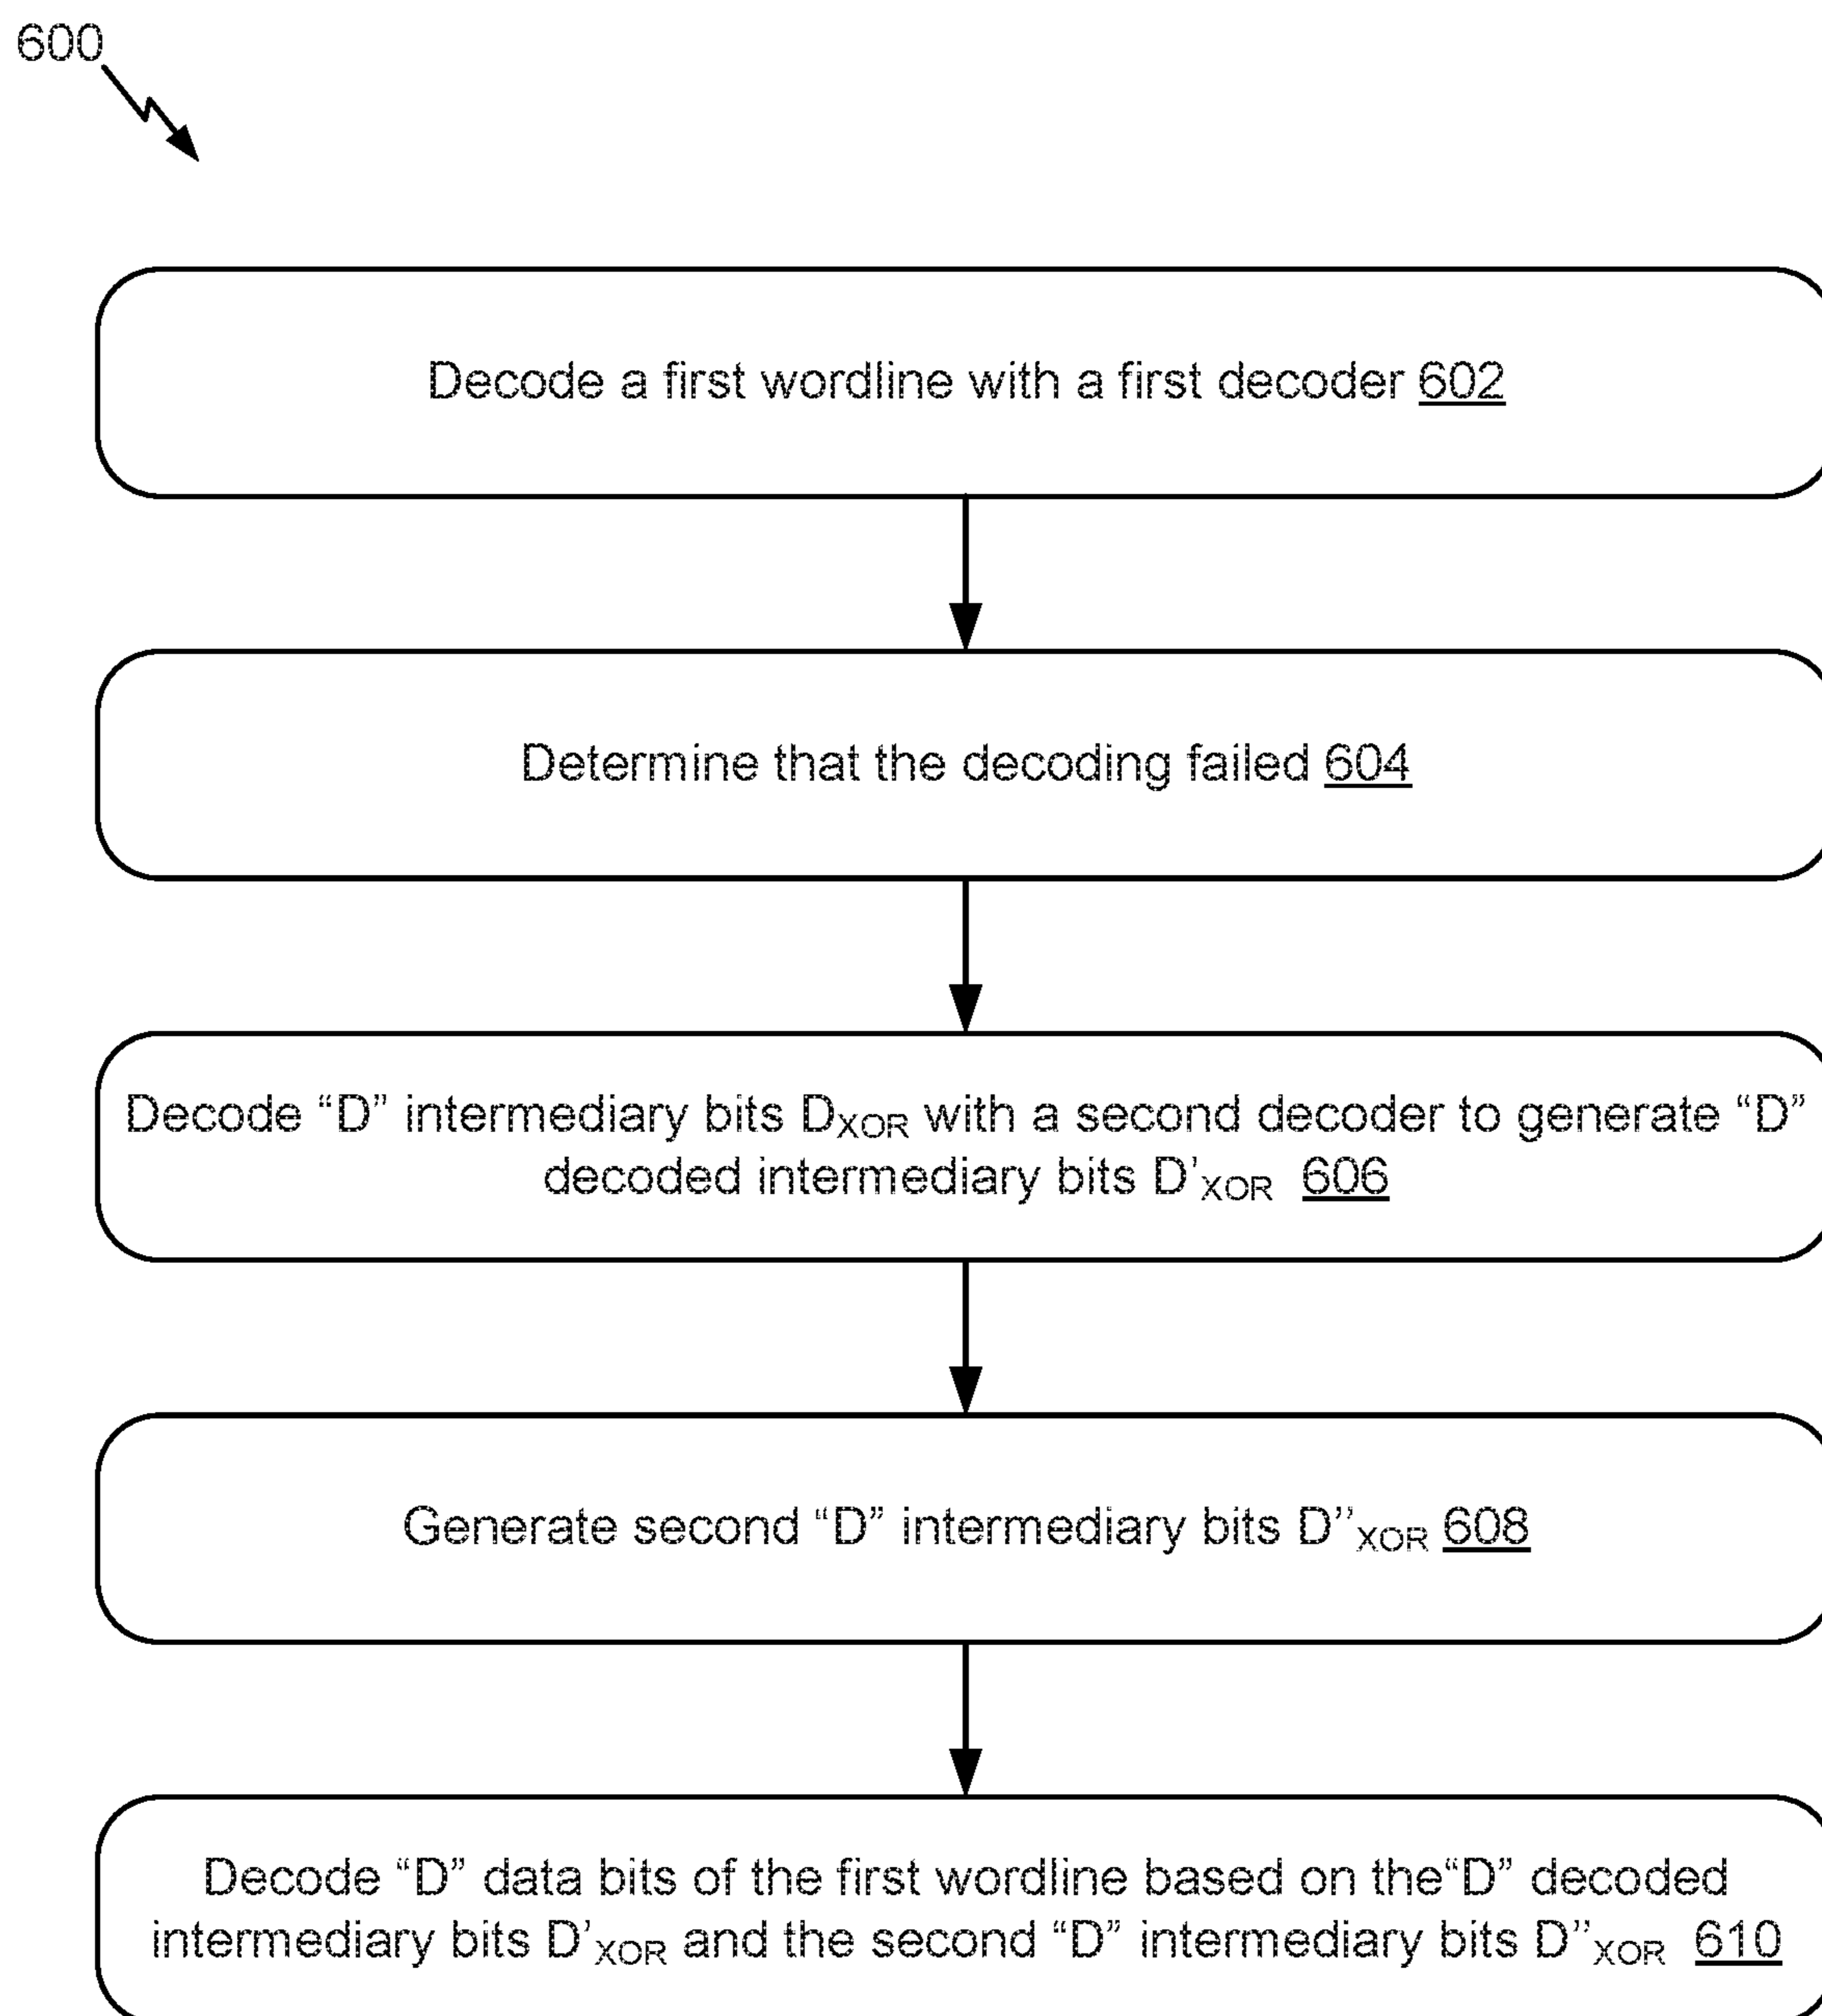 600
Decode a first wordline with a first decoder 602
Determine that the decoding failed 604
Decode “D” intermediary bits DXOR with a second decoder to generate “D”
decoded intermediary bits D’XOR 606
Generate second “D” intermediary bits D’’XOR 608
Decode “D” data bits of the first wordline based on the“D” decoded
intermediary bits D’XOR and the second “D” intermediary bits D’’XOR 610